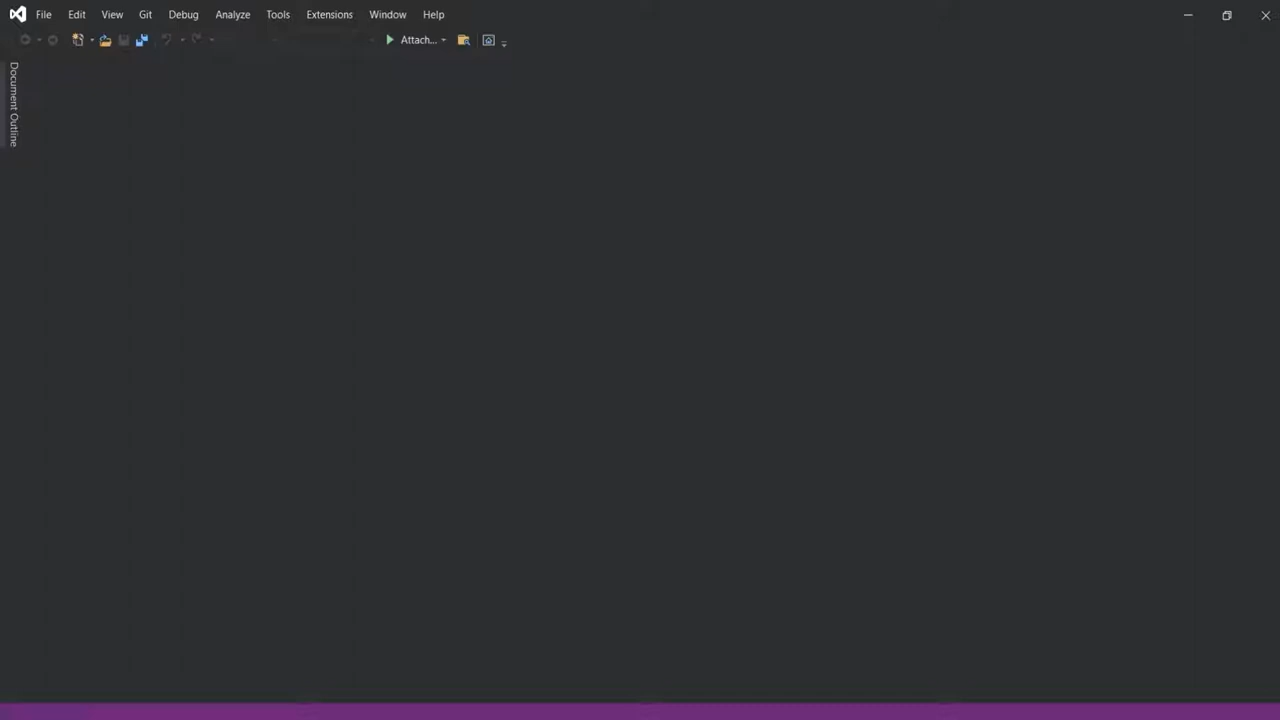 File Edit View Git Debug Analyze Tools Extensions Window Help
Attach...
Document Outline